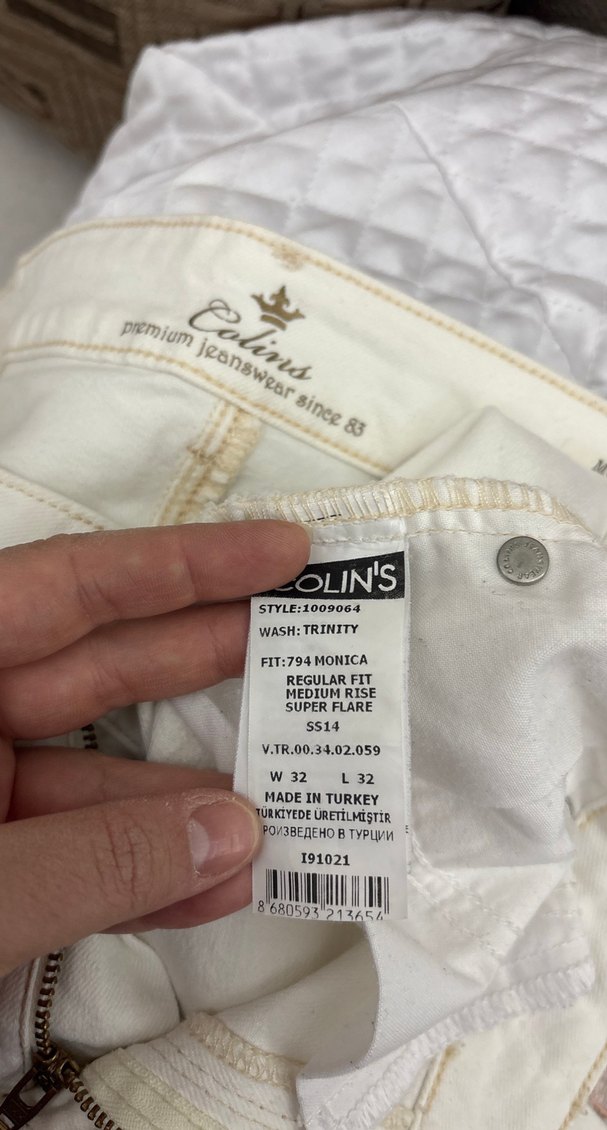 Colins
premium jeanswear since 83
COLIN'S
STYLE:1009064
WASH: TRINITY
FIT:794 MONICA
REGULAR FIT
MEDIUM RISE
SUPER FLARE
SS14
V.TR.00.34.02.059
W 32 L 32
MADE IN TURKEY
TÜRKİYEDE ÜRETİLMİŞTİR
РОИЗВЕДЕНО В ТУРЦИИ
I91021
8 680593 213654